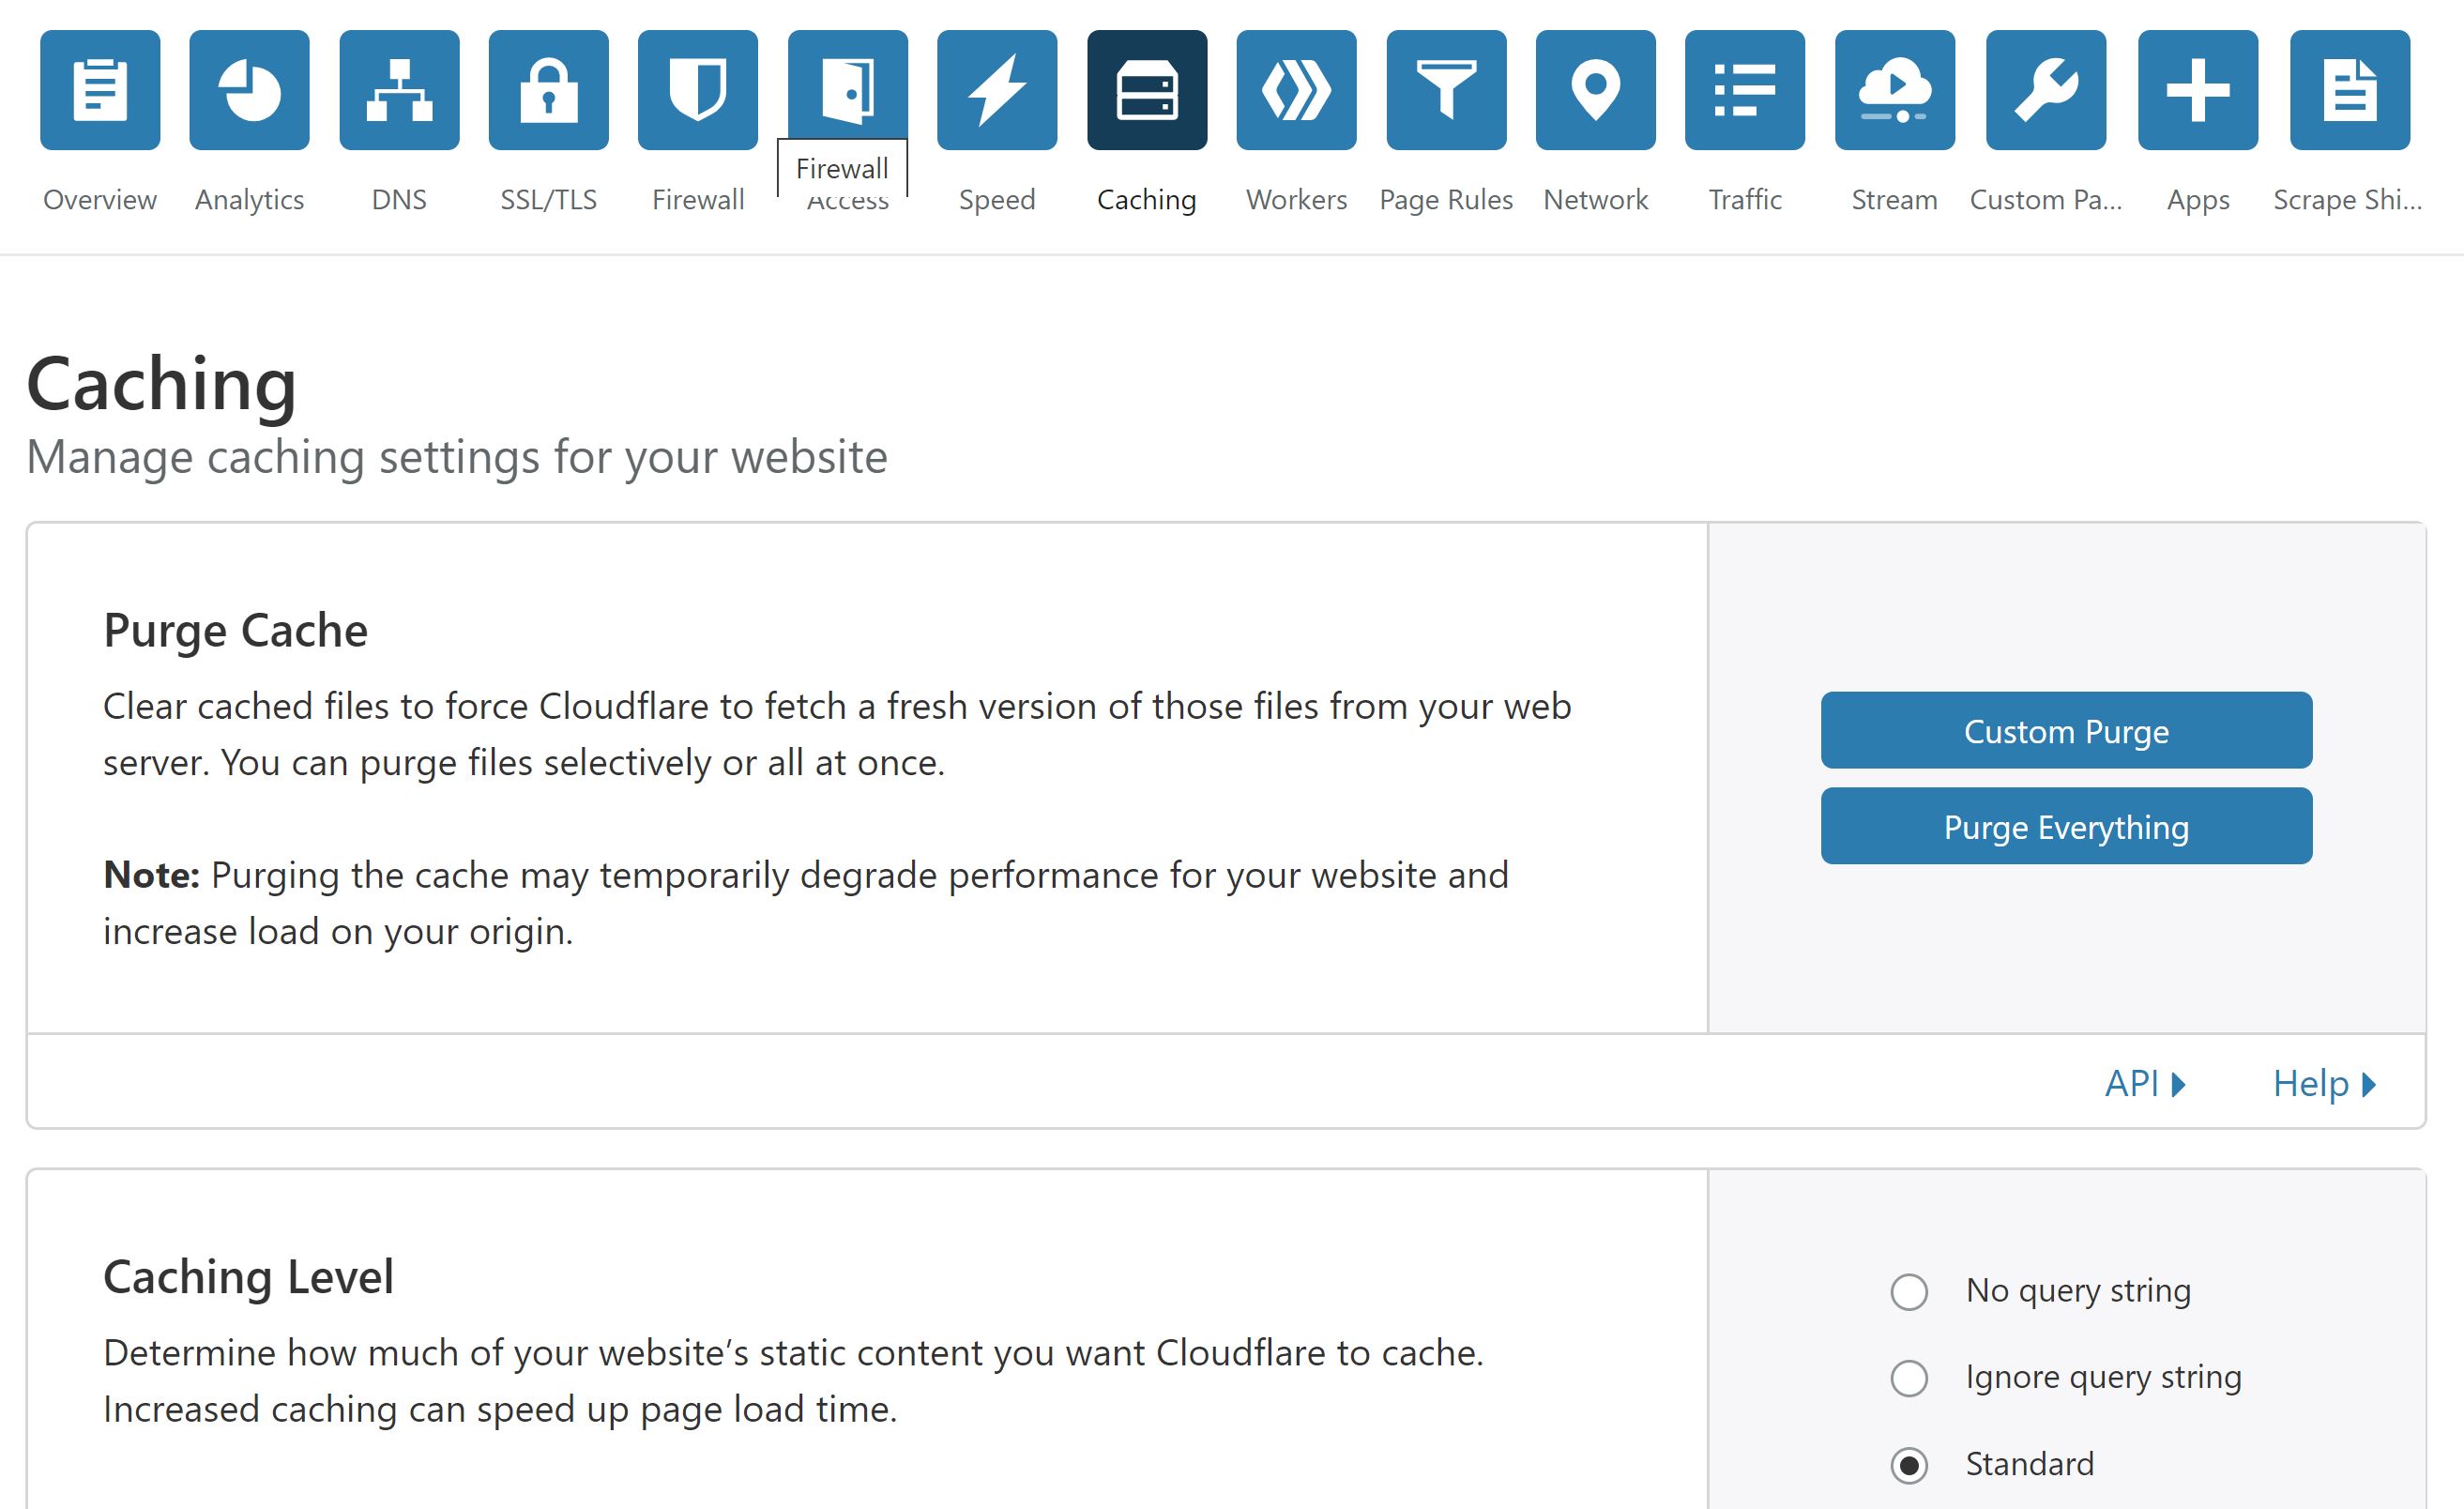 Firewall
Overview Analytics DNS SSL/TLS Firewall Access Speed Caching Workers Page Rules Network Traffic Stream Custom Pa... Apps Scrape Shi...
Caching
Manage caching settings for your website
Purge Cache
Clear cached files to force Cloudflare to fetch a fresh version of those files from your web
server. You can purge files selectively or all at once.
Note: Purging the cache may temporarily degrade performance for your website and
increase load on your origin.
Custom Purge
Purge Everything
API
Help
Caching Level
Determine how much of your website’s static content you want Cloudflare to cache.
Increased caching can speed up page load time.
No query string
Ignore query string
Standard